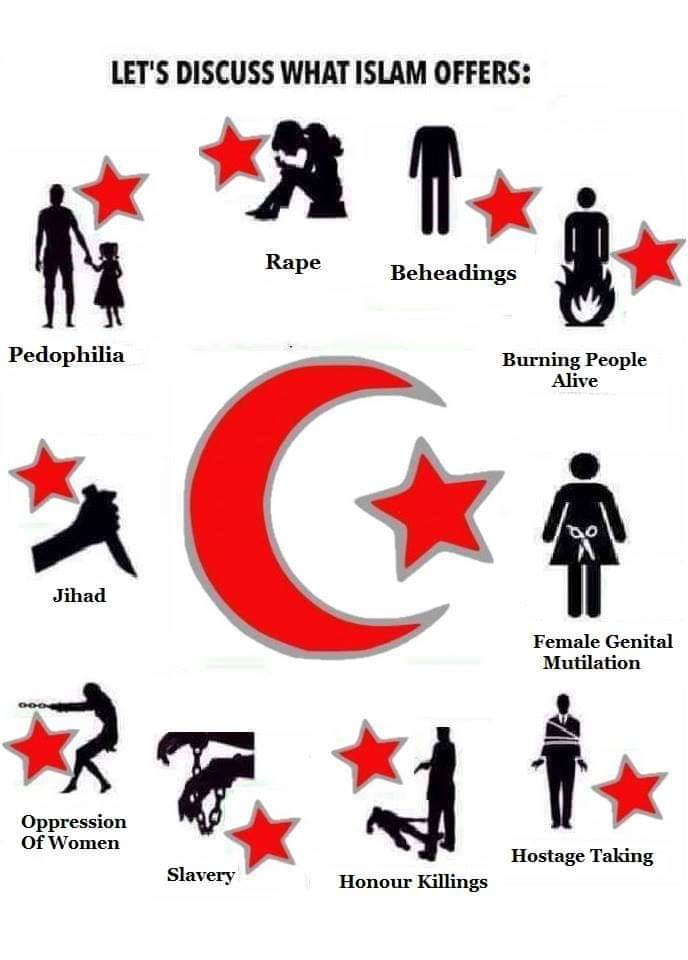 LET'S DISCUSS WHAT ISLAM OFFERS:
Rape
Beheadings
Pedophilia
Burning People
Alive
Jihad
Female Genital
Mutilation
Oppression
Of Women
Slavery
Honour Killings
Hostage Taking